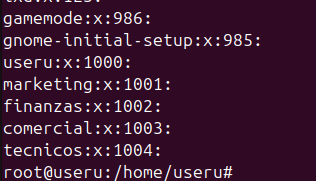 gamemode:x:986:
gnome-initial-setup:x:985:
useru:x:1000:
marketing:x:1001:
finanzas:x:1002:
comercial:x:1003:
tecnicos:x:1004:
root@useru:/home/useru#